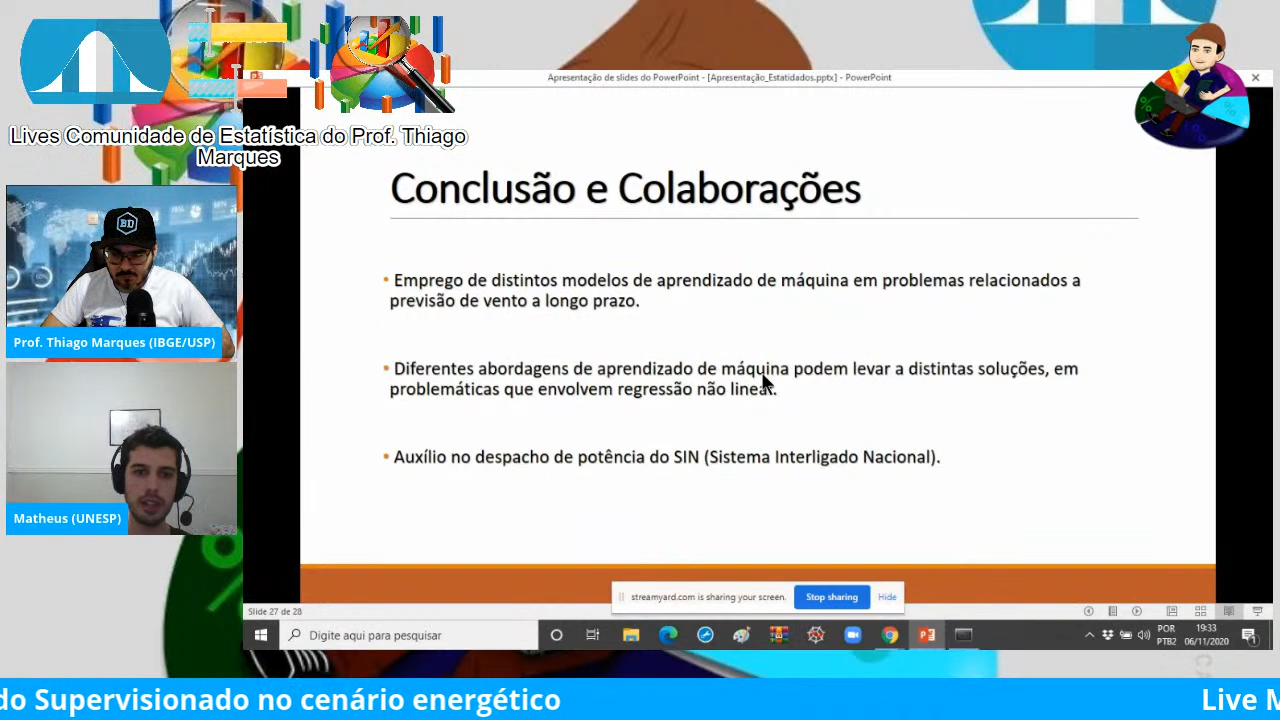 Apresentação de slides do PowerPoint - [Apresentação_Estatidados.pptx] - PowerPoint
Lives Comunidade de Estatística do Prof. Thiago
Marques
Conclusão e Colaborações
BD
• Emprego de distintos modelos de aprendizado de máquina em problemas relacionados a
previsão de vento a longo prazo.
Prof. Thiago Marques (IBGE/USP)
• Diferentes abordagens de aprendizado de máquina podem levar a distintas soluções, em
problemáticas que envolvem regressão não linear.
• Auxílio no despacho de potência do SIN (Sistema Interligado Nacional).
Matheus (UNESP)
streamyard.com is sharing your screen.
Stop sharing
Hide
Slide 27 de 28
Digite aqui para pesquisar
POR
PTB2
19:33
06/11/2020
do Supervisionado no cenário energético
Live M